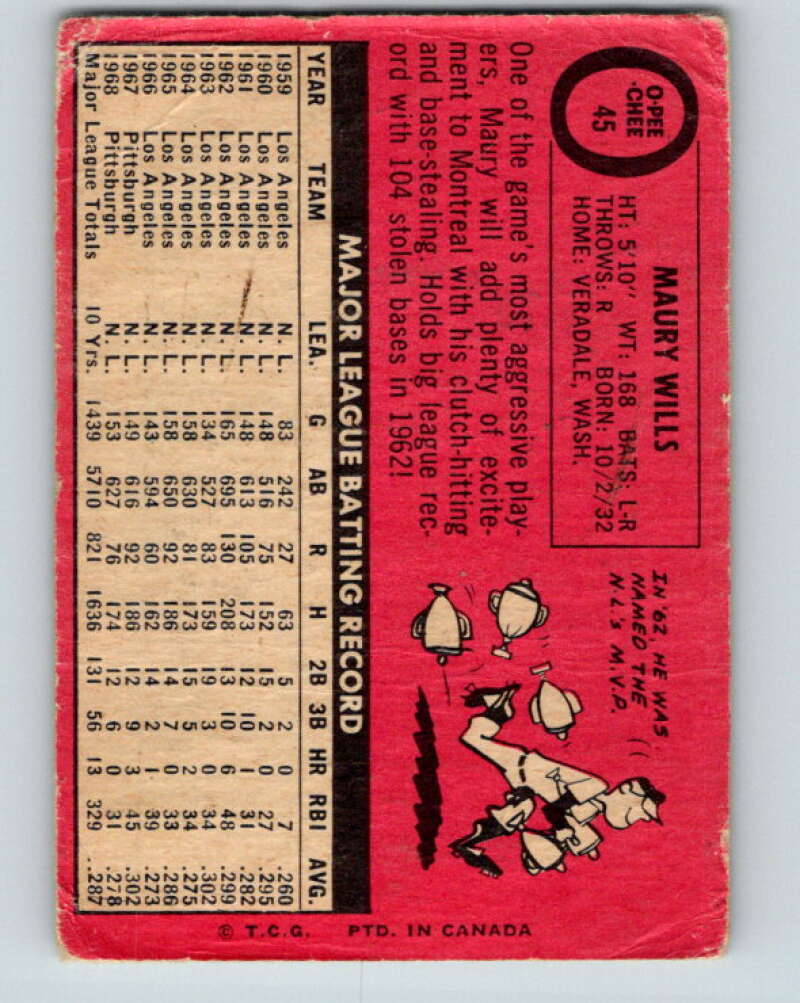 O-PEE
-CHEE
45
MAURY WILLS
HT: 5'10" WT: 168 BATS: L-R
THROWS: R BORN: 10/2/32
HOME: VERADALE, WASH.
One of the game's most aggressive play-
ers, Maury will add plenty of excite-
ment to Montreal with his clutch-hitting
and base-stealing. Holds big league rec-
ord with 104 stolen bases in 1962!
IN '62, HE WAS
NAMED THE
N.L.'s M.V.P.
MAJOR LEAGUE BATTING RECORD
YEAR TEAM LEA. G AB R H 2B 3B HR RBI AVG.
1959 Los Angeles N. L. 83 242 27 63 5 2 0 7 .260
1960 Los Angeles N. L. 148 516 75 152 15 2 0 27 .295
1961 Los Angeles N. L. 148 613 105 173 12 10 1 31 .282
1962 Los Angeles N. L. 165 695 130 208 13 10 6 48 .299
1963 Los Angeles N. L. 134 527 83 159 19 3 0 34 .302
1964 Los Angeles N. L. 158 630 81 173 15 5 2 34 .275
1965 Los Angeles N. L. 158 650 92 186 14 7 0 33 .286
1966 Los Angeles N. L. 143 594 60 162 14 2 1 39 .273
1967 Pittsburgh N. L. 149 616 92 186 12 9 3 45 .302
1968 Pittsburgh N. L. 153 627 76 174 12 6 0 31 .278
Major League Totals 10 Yrs. 1439 5710 821 1636 131 56 13 329 .287
© T.C.G. PTD. IN CANADA